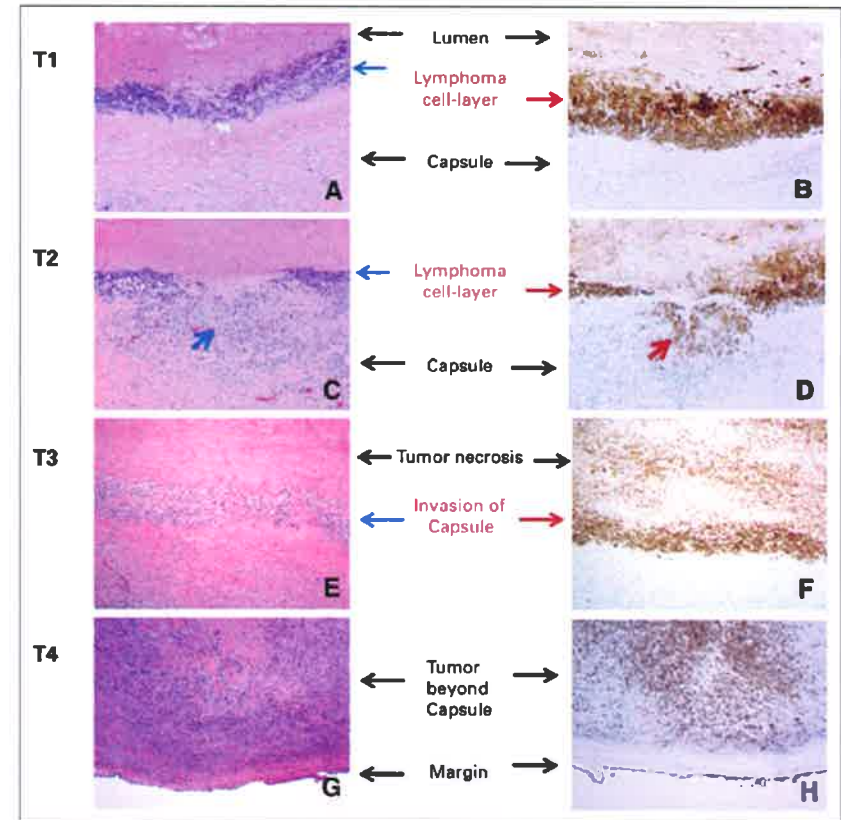 T1
Lumen
Lymphoma
cell-layer
Capsule
A
B
T2
Lymphoma
cell-layer
Capsule
C
D
T3
Tumor necrosis
Invasion of
Capsule
E
F
T4
Tumor
beyond
Capsule
Margin
G
H